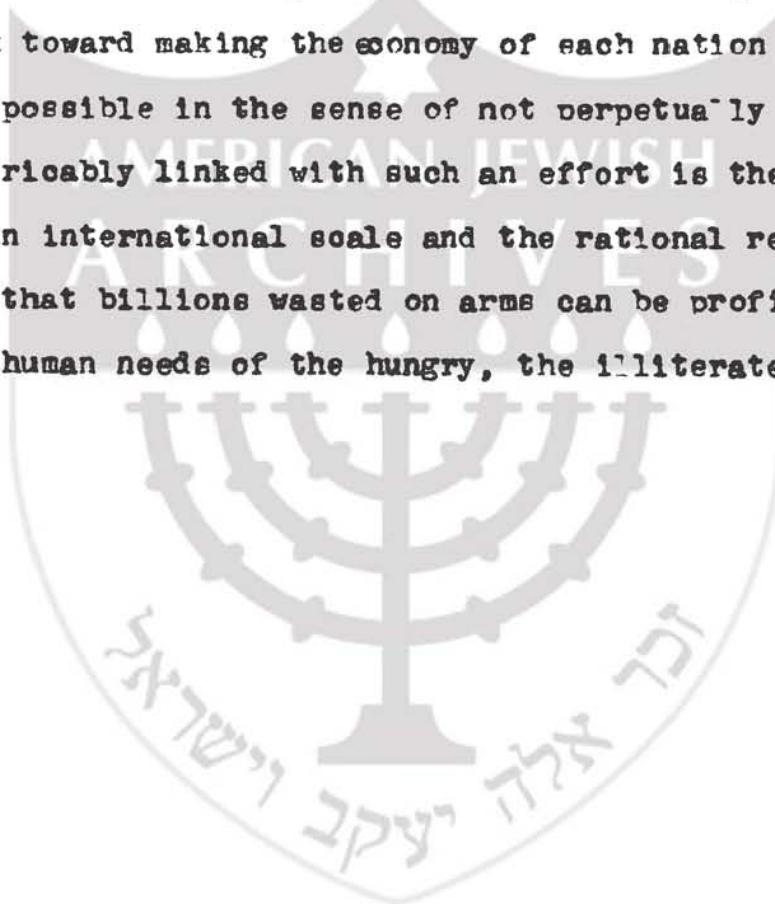 toward making the economy of each nation
possible in the sense of not perpetually
ricably linked with such an effort is the
AMERICAN JEWISH
n international scale and the rational re
ARCHIVES
that billions wasted on arms can be profi
human needs of the hungry, the illiterate
זכר אלה יעקב וישראל